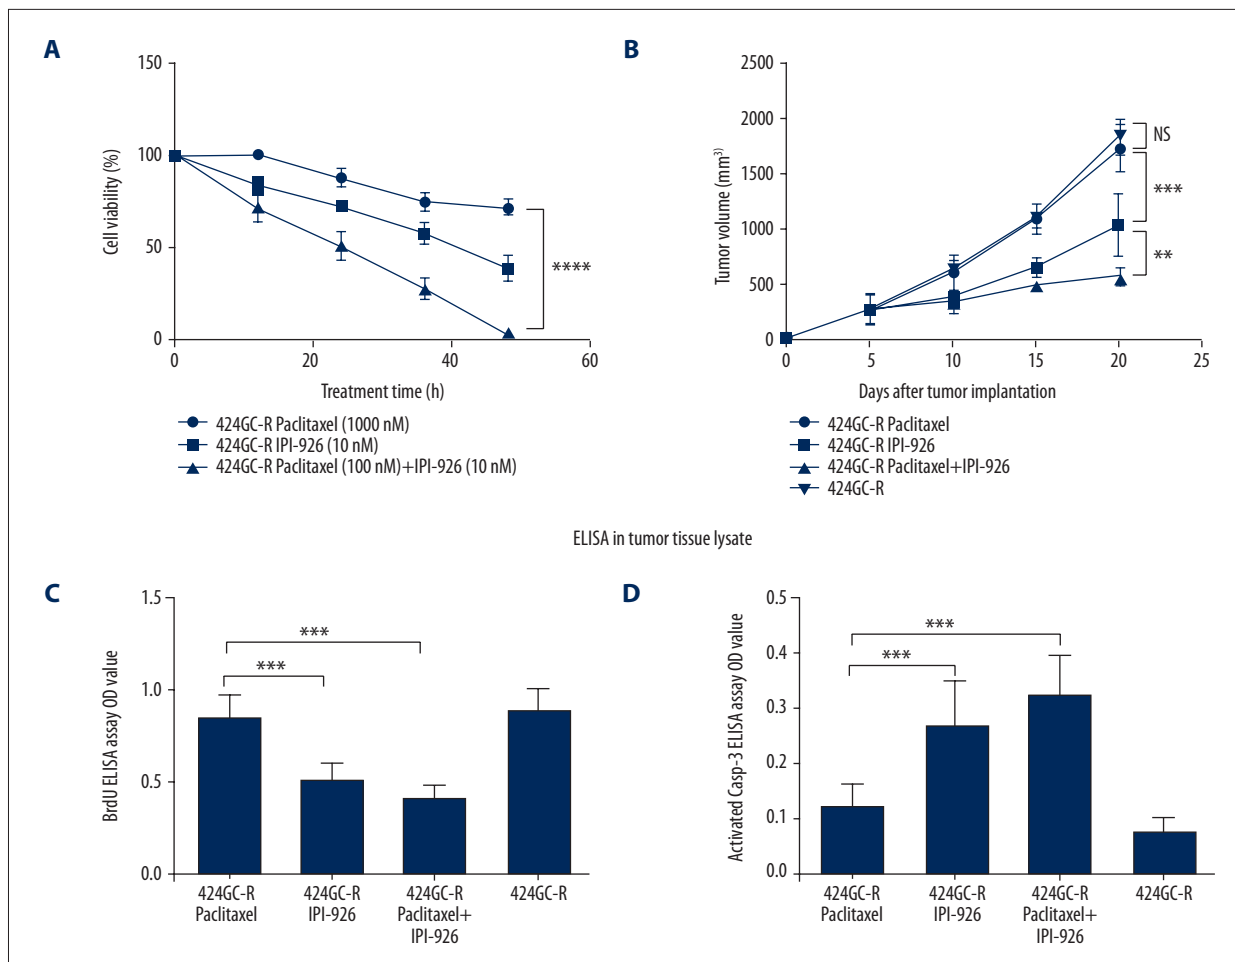 A
150
100
50
0
Cell viability (%)
****
0 20 40 60
Treatment time (h)
424GC-R Paclitaxel (1000 nM)
424GC-R IPI-926 (10 nM)
424GC-R Paclitaxel (100 nM)+IPI-926 (10 nM)
B
2500
2000
1500
1000
500
0
Tumor volume (mm³⁾
NS
***
**
0 5 10 15 20 25
Days after tumor implantation
424GC-R Paclitaxel
424GC-R IPI-926
424GC-R Paclitaxel+IPI-926
424GC-R
ELISA in tumor tissue lysate
C
1.5
1.0
0.5
0.0
BrdU ELISA assay OD value
***
***
424GC-R
Paclitaxel
424GC-R
IPI-926
424GC-R
Paclitaxel+
IPI-926
424GC-R
D
0.5
0.4
0.3
0.2
0.1
0.0
Activated Casp-3 ELISA assay OD value
***
***
424GC-R
Paclitaxel
424GC-R
IPI-926
424GC-R
Paclitaxel+
IPI-926
424GC-R